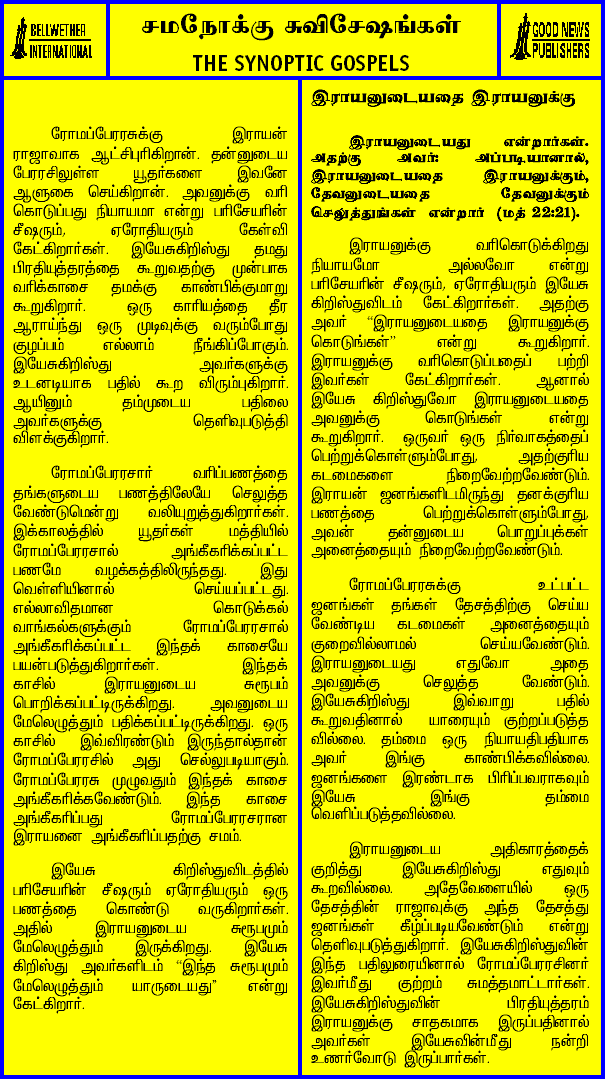 BELLWETHER
INTERNATIONAL
சமநோக்கு சுவிசேஷங்கள்
THE SYNOPTIC GOSPELS
GOOD NEWS
PUBLISHERS
ரோமப்பேரரசுக்கு இராயன்
ராஜாவாக ஆட்சிபுரிகிறான். தன்னுடைய
பேரரசிலுள்ள யூதர்களை இவனே
ஆளுகை செய்கிறான். அவனுக்கு வரி
கொடுப்பது நியாயமா என்று பரிசேயரின்
சீஷரும், ஏரோதியரும் கேள்வி
கேட்கிறார்கள். இயேசுகிறிஸ்து தமது
பிரதியுத்தரத்தை கூறுவதற்கு முன்பாக
வரிக்காசை தமக்கு காண்பிக்குமாறு
கூறுகிறார். ஒரு காரியத்தை தீர
ஆராய்ந்து ஒரு முடிவுக்கு வரும்போது
குழப்பம் எல்லாம் நீங்கிப்போகும்.
இயேசுகிறிஸ்து அவர்களுக்கு
உடனடியாக பதில் கூற விரும்புகிறார்.
ஆயினும் தம்முடைய பதிலை
அவர்களுக்கு தெளிவுபடுத்தி
விளக்குகிறார்.
ரோமப்பேரரசார் வரிப்பணத்தை
தங்களுடைய பணத்திலேயே செலுத்த
வேண்டுமென்று வலியுறுத்துகிறார்கள்.
இக்காலத்தில் யூதர்கள் மத்தியில்
ரோமப்பேரரசால் அங்கீகரிக்கப்பட்ட
பணமே வழக்கத்திலிருந்தது. இது
வெள்ளியினால் செய்யப்பட்டது.
எல்லாவிதமான கொடுக்கல்
வாங்கல்களுக்கும் ரோமப்பேரரசால்
அங்கீகரிக்கப்பட்ட இந்தக் காசையே
பயன்படுத்துகிறார்கள். இந்தக்
காசில் இராயனுடைய சுரூபம்
பொறிக்கப்பட்டிருக்கிறது. அவனுடைய
மேலெழுத்தும் பதிக்கப்பட்டிருக்கிறது. ஒரு
காசில் இவ்விரண்டும் இருந்தால்தான்
ரோமப்பேரரசில் அது செல்லுபடியாகும்.
ரோமப்பேரரசு முழுவதும் இந்தக் காசை
அங்கீகரிக்கவேண்டும். இந்த காசை
அங்கீகரிப்பது ரோமப்பேரரசரான
இராயனை அங்கீகரிப்பதற்கு சமம்.
இயேசு கிறிஸ்துவிடத்தில்
பரிசேயரின் சீஷரும் ஏரோதியரும் ஒரு
பணத்தை கொண்டு வருகிறார்கள்.
அதில் இராயனுடைய சுரூபமும்
மேலெழுத்தும் இருக்கிறது. இயேசு
கிறிஸ்து அவர்களிடம் “இந்த சுரூபமும்
மேலெழுத்தும் யாருடையது” என்று
கேட்கிறார்.
இராயனுடையதை இராயனுக்கு
இராயனுடையது என்றார்கள்.
அதற்கு அவர்: அப்படியானால்,
இராயனுடையதை இராயனுக்கும்,
தேவனுடையதை தேவனுக்கும்
செலுத்துங்கள் என்றார் (மத் 22:21).
இராயனுக்கு வரிகொடுக்கிறது
நியாயமோ அல்லவோ என்று
பரிசேயரின் சீஷரும், ஏரோதியரும் இயேசு
கிறிஸ்துவிடம் கேட்கிறார்கள். அதற்கு
அவர் “இராயனுடையதை இராயனுக்கு
கொடுங்கள்” என்று கூறுகிறார்.
இராயனுக்கு வரிகொடுப்பதைப் பற்றி
இவர்கள் கேட்கிறார்கள். ஆனால்
இயேசு கிறிஸ்துவோ இராயனுடையதை
அவனுக்கு கொடுங்கள் என்று
கூறுகிறார். ஒருவர் ஒரு நிர்வாகத்தைப்
பெற்றுக்கொள்ளும்போது, அதற்குரிய
கடமைகளை நிறைவேற்றவேண்டும்.
இராயன் ஜனங்களிடமிருந்து தனக்குரிய
பணத்தை பெற்றுக்கொள்ளும்போது,
அவன் தன்னுடைய பொறுப்புக்கள்
அனைத்தையும் நிறைவேற்றவேண்டும்.
ரோமப்பேரரசுக்கு உட்பட்ட
ஜனங்கள் தங்கள் தேசத்திற்கு செய்ய
வேண்டிய கடமைகள் அனைத்தையும்
குறைவில்லாமல் செய்யவேண்டும்.
இராயனுடையது எதுவோ அதை
அவனுக்கு செலுத்த வேண்டும்.
இயேசுகிறிஸ்து இவ்வாறு பதில்
கூறுவதினால் யாரையும் குற்றப்படுத்த
வில்லை. தம்மை ஒரு நியாயதிபதியாக
அவர் இங்கு காண்பிக்கவில்லை.
ஜனங்களை இரண்டாக பிரிப்பவராகவும்
இயேசு இங்கு தம்மை
வெளிப்படுத்தவில்லை.
இராயனுடைய அதிகாரத்தைக்
குறித்து இயேசுகிறிஸ்து எதுவும்
கூறவில்லை. அதேவேளையில் ஒரு
தேசத்தின் ராஜாவுக்கு அந்த தேசத்து
ஜனங்கள் கீழ்ப்படியவேண்டும் என்று
தெளிவுபடுத்துகிறார். இயேசுகிறிஸ்துவின்
இந்த பதிலுரையினால் ரோமப்பேரரசினர்
இவர்மீது குற்றம் சுமத்தமாட்டார்கள்.
இயேசுகிறிஸ்துவின் பிரதியுத்தரம்
இராயனுக்கு சாதகமாக இருப்பதினால்
அவர்கள் இயேசுவின்மீது நன்றி
உணர்வோடு இருப்பார்கள்.